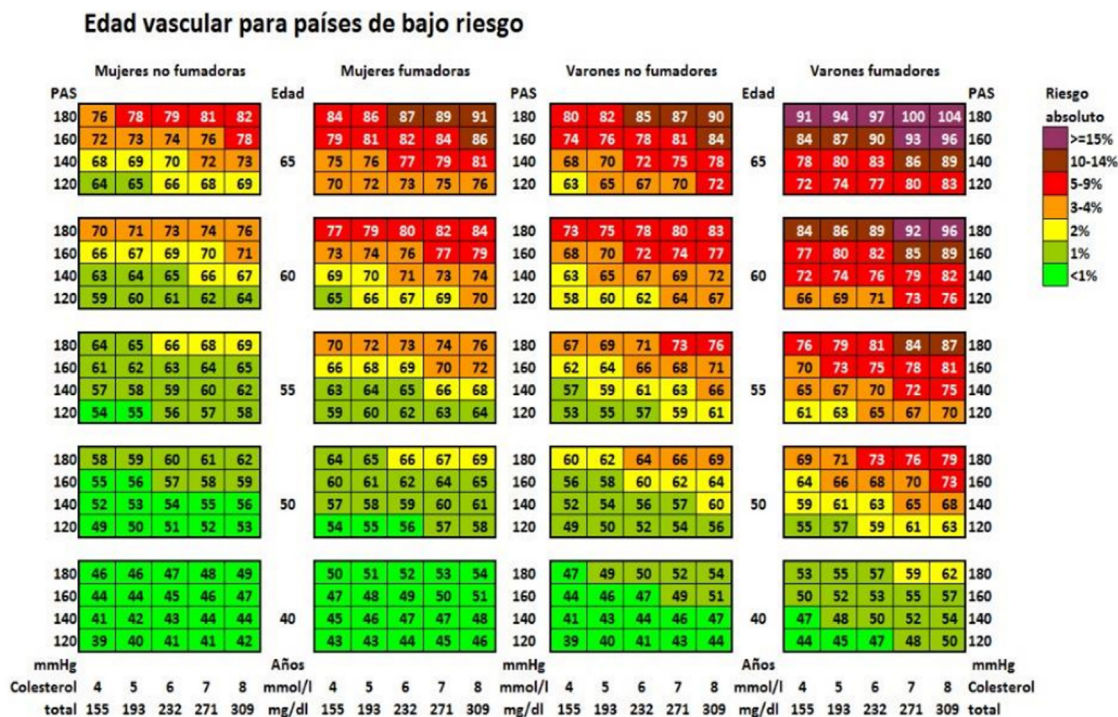 Edad vascular para países de bajo riesgo
Mujeres no fumadoras Mujeres fumadoras Varones no fumadores Varones fumadores
PAS Edad PAS Edad PAS Riesgo
180 76 78 79 81 82 84 86 87 89 91 180 80 82 85 87 90 91 94 97 100 104 180 absoluto
160 72 73 74 76 78 79 81 82 84 86 160 74 76 78 81 84 84 87 90 93 96 160 >=15%
140 68 69 70 72 73 65 75 76 77 79 81 140 68 70 72 75 78 65 78 80 83 86 89 140 10-14%
120 64 65 66 68 69 70 72 73 75 76 120 63 65 67 70 72 72 74 77 80 83 120 5-9%
3-4%
180 70 71 73 74 76 77 79 80 82 84 180 73 75 78 80 83 84 86 89 92 96 180 2%
160 66 67 69 70 71 73 74 76 77 79 160 68 70 72 74 77 77 80 82 85 89 160 1%
140 63 64 65 66 67 60 69 70 71 73 74 140 63 65 67 69 72 60 72 74 76 79 82 140 <1%
120 59 60 61 62 64 65 66 67 69 70 120 58 60 62 64 67 66 69 71 73 76 120
180 64 65 66 68 69 70 72 73 74 76 180 67 69 71 73 76 76 79 81 84 87 180
160 61 62 63 64 65 66 68 69 70 72 160 62 64 66 68 71 70 73 75 78 81 160
140 57 58 59 60 62 55 63 64 65 66 68 140 57 59 61 63 66 55 65 67 70 72 75 140
120 54 55 56 57 58 59 60 62 63 64 120 53 55 57 59 61 61 63 65 67 70 120
180 58 59 60 61 62 64 65 66 67 69 180 60 62 64 66 69 69 71 73 76 79 180
160 55 56 57 58 59 60 61 62 64 65 160 56 58 60 62 64 64 66 68 70 73 160
140 52 53 54 55 56 50 57 58 59 60 61 140 52 54 56 57 60 50 59 61 63 65 68 140
120 49 50 51 52 53 54 55 56 57 58 120 49 50 52 54 56 55 57 59 61 63 120
180 46 46 47 48 49 50 51 52 53 54 180 47 49 50 52 54 53 55 57 59 62 180
160 44 44 45 46 47 47 48 49 50 51 160 44 46 47 49 51 50 52 53 55 57 160
140 41 42 43 44 44 40 45 46 47 47 48 140 41 43 44 46 47 40 47 48 50 52 54 140
120 39 40 41 41 42 43 43 44 45 46 120 39 40 41 43 44 44 45 47 48 50 120
mmHg Años mmHg Años mmHg
Colesterol 4 5 6 7 8 mmol/l 4 5 6 7 8 mmol/l 4 5 6 7 8 mmol/l 4 5 6 7 8 Colesterol
total 155 193 232 271 309 mg/dl 155 193 232 271 309 mg/dl 155 193 232 271 309 mg/dl 155 193 232 271 309 total